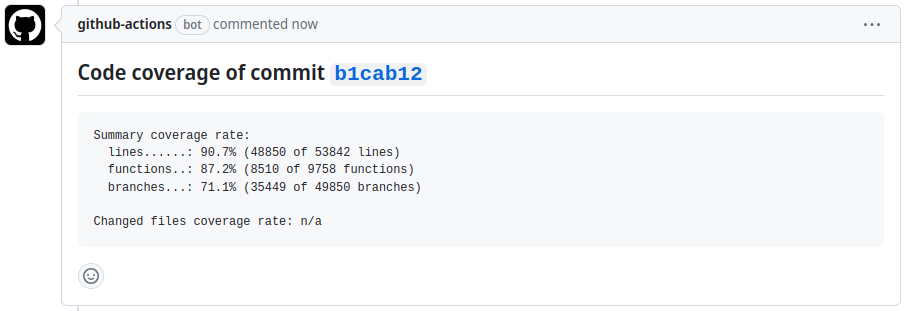 github-actions bot commented now
Code coverage of commit b1cab12
Summary coverage rate:
  lines......: 90.7% (48850 of 53842 lines)
  functions..: 87.2% (8510 of 9758 functions)
  branches...: 71.1% (35449 of 49850 branches)
Changed files coverage rate: n/a